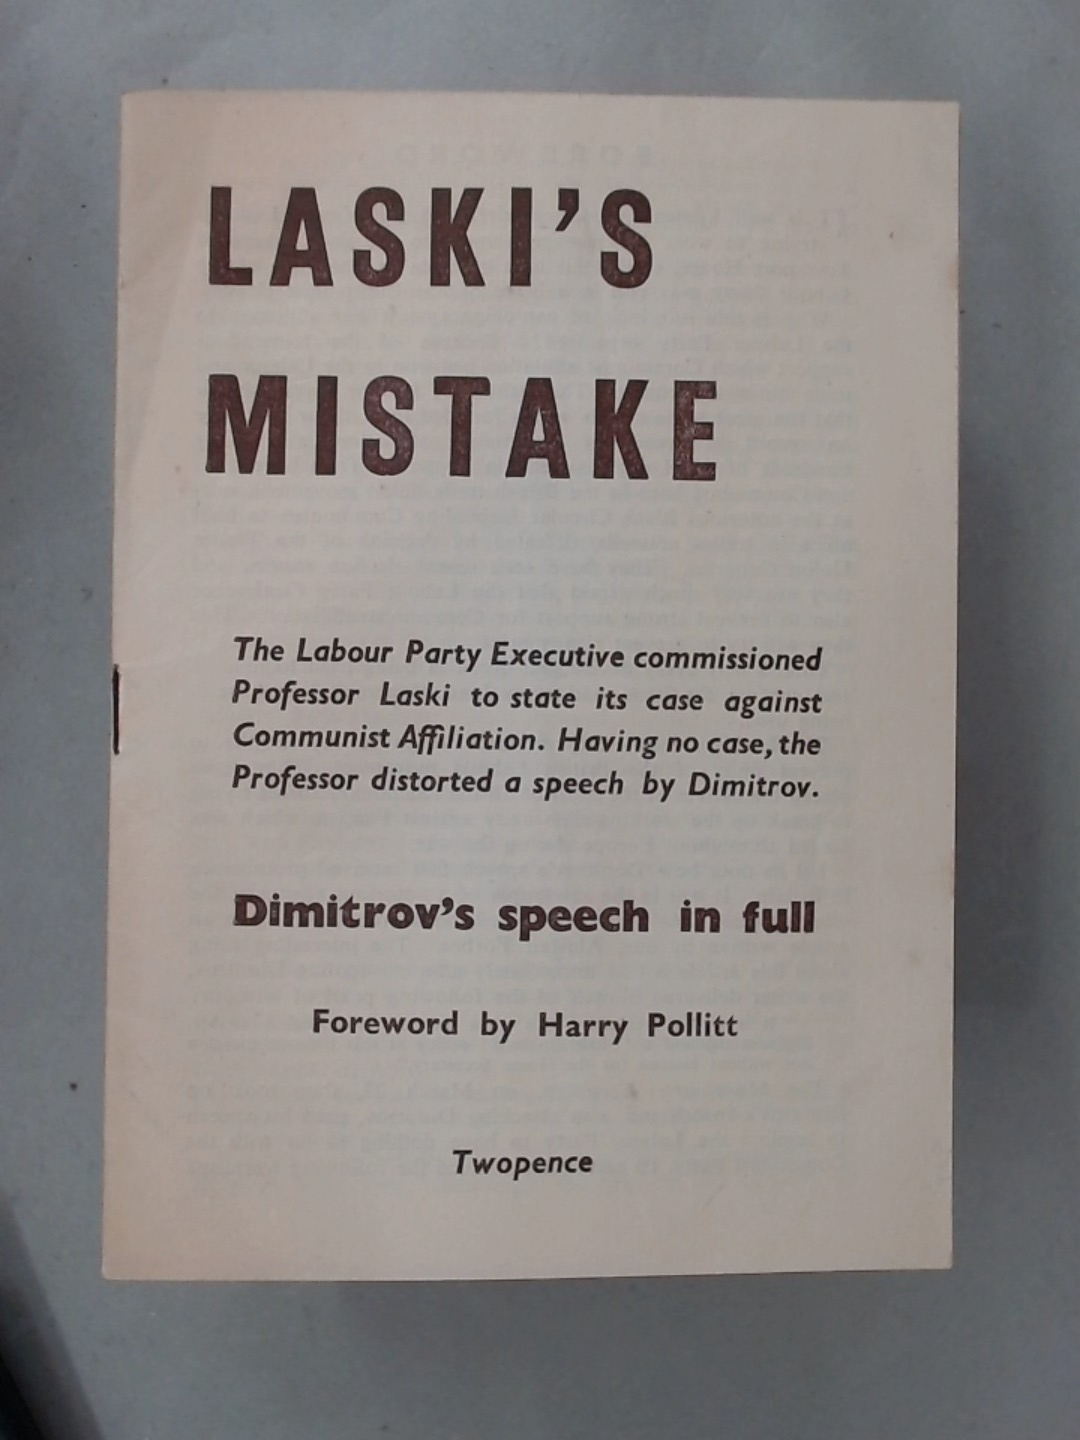 LASKI'S
MISTAKE
The Labour Party Executive commissioned
Professor Laski to state its case against
Communist Affiliation. Having no case, the
Professor distorted a speech by Dimitrov.
Dimitrov's speech in full
Foreword by Harry Pollitt
Twopence